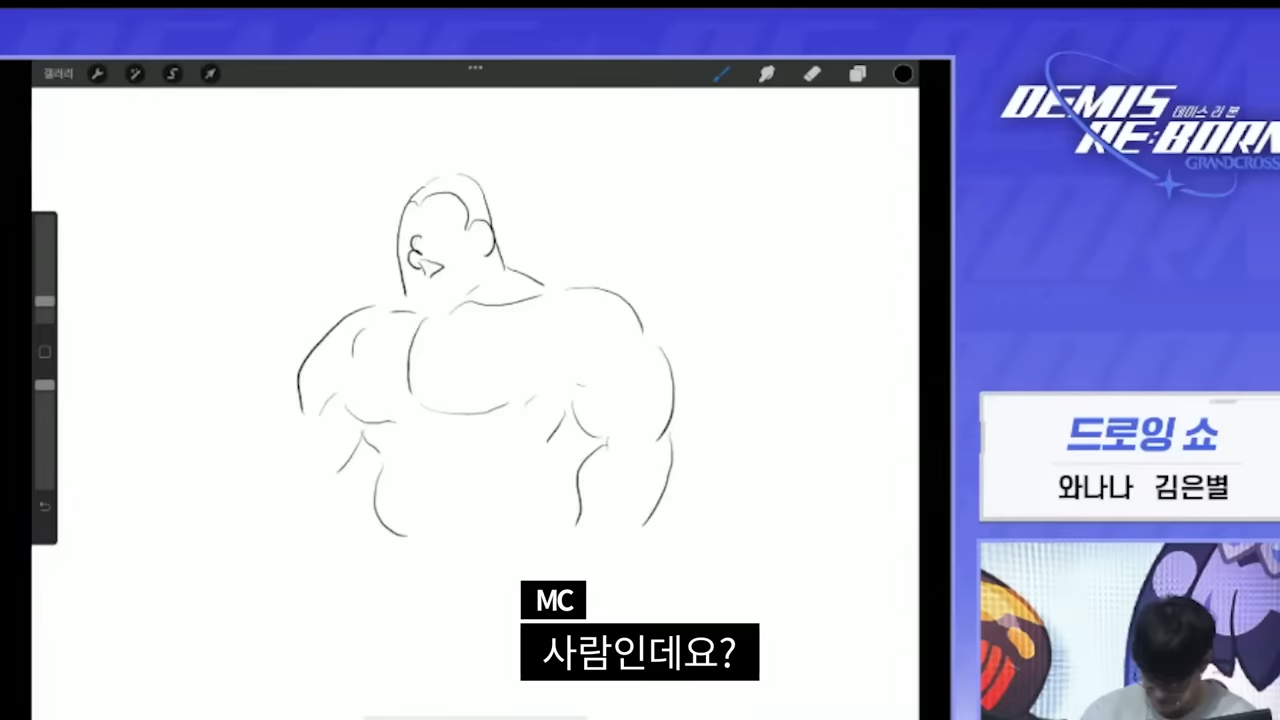 갤러리
DEMIS
데미스 리 본
RE:BORN
GRANDCROSS
드로잉 쇼
와나나 김은별
MC
사람인데요?